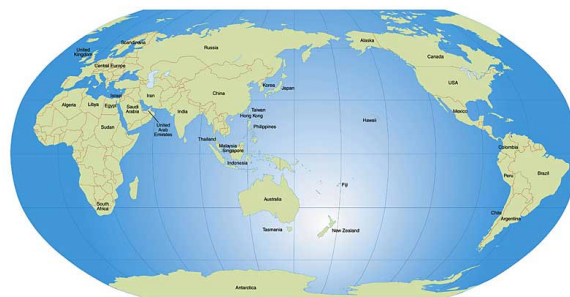 Alaska
Scandinavia
Russia
United
Kingdom
Canada
Central Europe
USA
Korea
Japan
Israel
Iran
China
Algeria
Libya
Egypt
Saudi
Arabia
India
Mexico
Taiwan
Hong Kong
Hawaii
United
Arab
Emirates
Sudan
Philippines
Thailand
Malaysia
Singapore
Colombia
Indonesia
Peru
Brazil
Fiji
Australia
South
Africa
Chile
Argentina
Tasmania
New Zealand
Antarctica